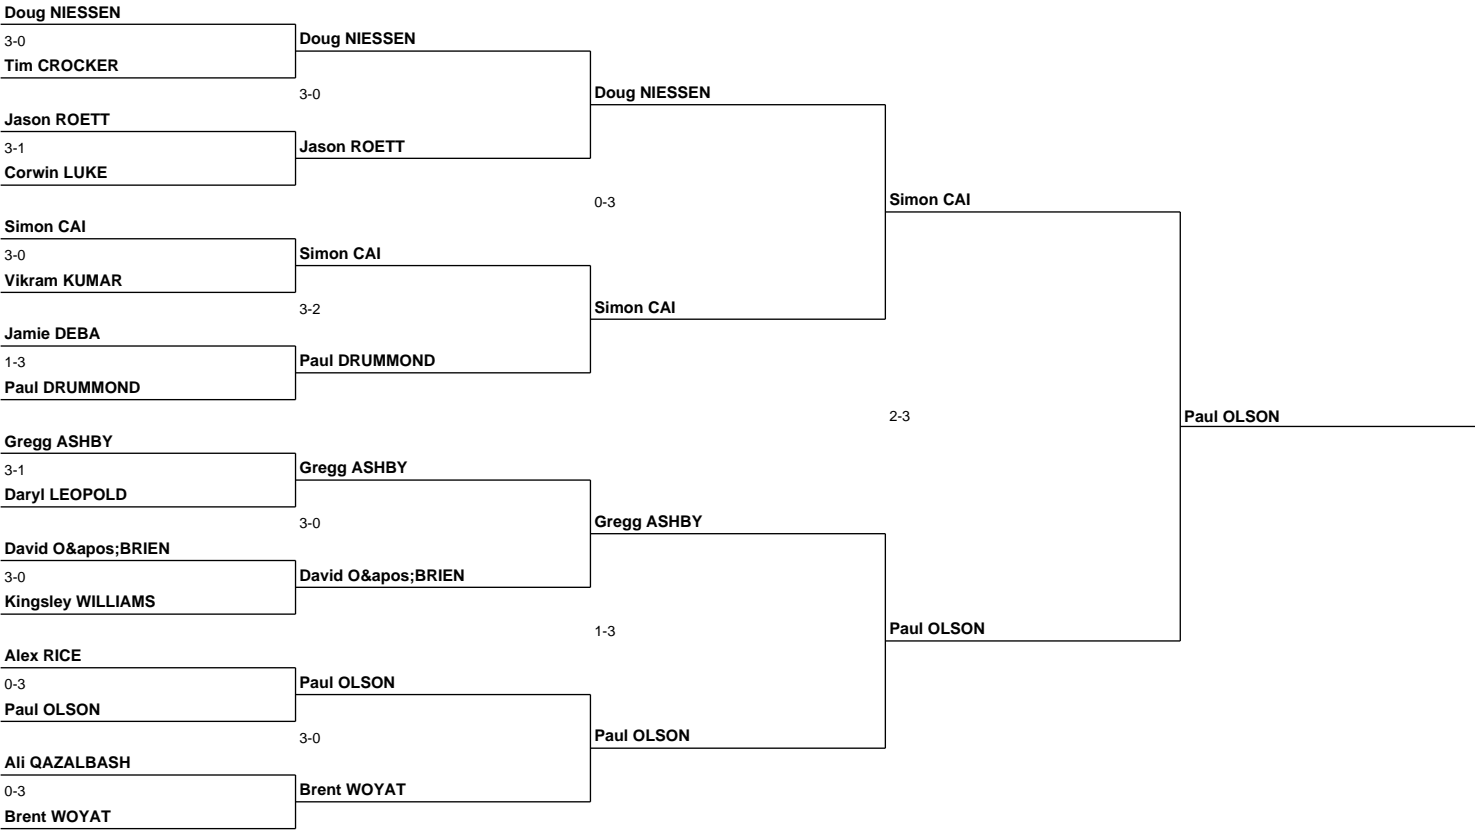 Doug NIESSEN
3-0
Tim CROCKER
Jason ROETT
3-1
Corwin LUKE
Simon CAI
3-0
Vikram KUMAR
Jamie DEBA
1-3
Paul DRUMMOND
Gregg ASHBY
3-1
Daryl LEOPOLD
David O&apos;BRIEN
3-0
Kingsley WILLIAMS
Alex RICE
0-3
Paul OLSON
Ali QAZALBASH
0-3
Brent WOYAT
Doug NIESSEN
3-0
Jason ROETT
Simon CAI
3-2
Paul DRUMMOND
Gregg ASHBY
3-0
David O&apos;BRIEN
Paul OLSON
3-0
Brent WOYAT
Doug NIESSEN
0-3
Simon CAI
Gregg ASHBY
1-3
Paul OLSON
Simon CAI
2-3
Paul OLSON
Paul OLSON